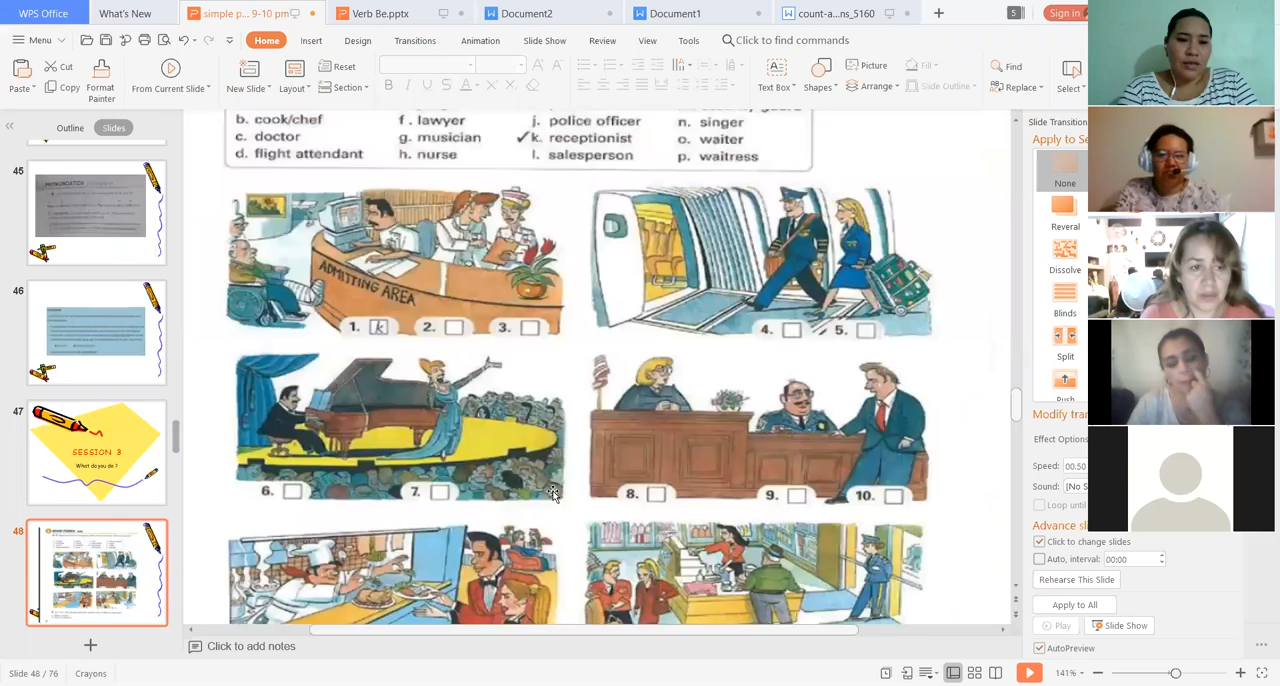 WPS Office What's New simple p... 9-10 pm Verb Be.pptx Document2 Document1 count-a...ns_5160 5 Sign in
Menu Home Insert Design Transitions Animation Slide Show Review View Tools Click to find commands
Paste Cut Copy Format Painter From Current Slide New Slide Layout Reset Section Text Box Shapes Picture Arrange Fill Slide Outline Find Replace Select
Outline Slides
b. cook/chef f. lawyer j. police officer n. singer
c. doctor g. musician ✓k. receptionist o. waiter
d. flight attendant h. nurse l. salesperson p. waitress
ADMITTING AREA
1. k 2. 3. 4. 5.
6. 7. 8. 9. 10.
45
46
47
SESSION 3
What do you do ?
48
Click to add notes
Slide 48 / 76 Crayons 141%
Slide Transition
Apply to
None
Reveral
Dissolve
Blinds
Split
Push
Modify
Effect Options
Speed: 00.50
Sound: [No S
Loop until
Advance
Click to change slides
Auto, interval: 00:00
Rehearse This Slide
Apply to All
Play Slide Show
AutoPreview